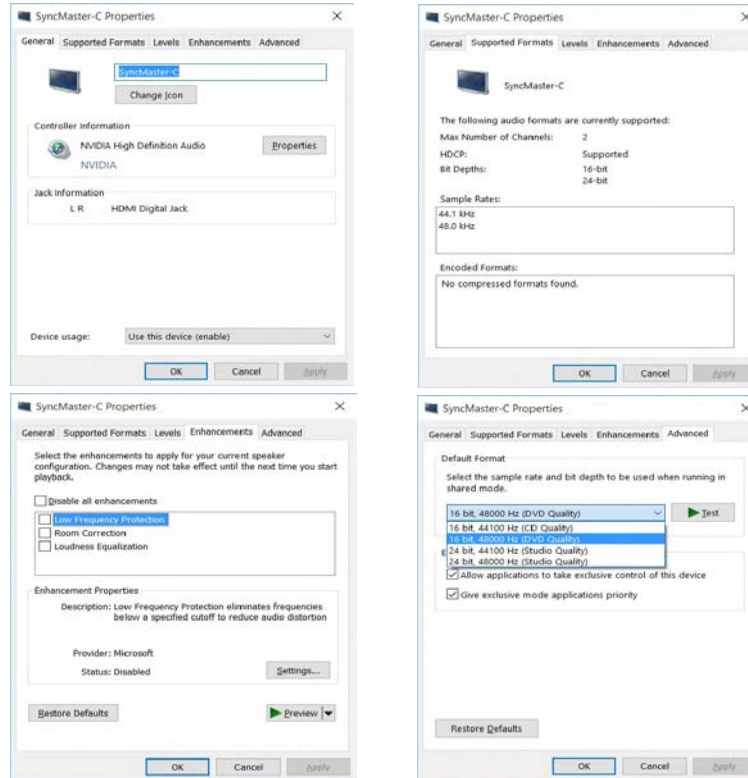 SyncMaster-C Properties
General Supported Formats Levels Enhancements Advanced
SyncMaster-C
Change Icon
Controller Information
NVIDIA High Definition Audio
Properties
NVIDIA
Jack Information
L R HDMI Digital Jack
Device usage:
Use this device (enable)
OK Cancel Apply
SyncMaster-C Properties
General Supported Formats Levels Enhancements Advanced
SyncMaster-C
The following audio formats are currently supported:
Max Number of Channels: 2
HDCP: Supported
Bit Depths: 16-bit
24-bit
Sample Rates:
44.1 kHz
48.0 kHz
Encoded Formats:
No compressed formats found.
OK Cancel Apply
SyncMaster-C Properties
General Supported Formats Levels Enhancements Advanced
Select the enhancements to apply for your current speaker
configuration. Changes may not take effect until the next time you start
playback.
Disable all enhancements
Low Frequency Protection
Room Correction
Loudness Equalization
Enhancement Properties
Description: Low Frequency Protection eliminates frequencies
below a specified cutoff to reduce audio distortion
Provider: Microsoft
Status: Disabled
Settings...
Restore Defaults
Preview
OK Cancel Apply
SyncMaster-C Properties
General Supported Formats Levels Enhancements Advanced
Default Format
Select the sample rate and bit depth to be used when running in
shared mode.
16 bit, 48000 Hz (DVD Quality)
Test
16 bit, 44100 Hz (CD Quality)
16 bit, 48000 Hz (DVD Quality)
24 bit, 44100 Hz (Studio Quality)
24 bit, 48000 Hz (Studio Quality)
Allow applications to take exclusive control of this device
Give exclusive mode applications priority
Restore Defaults
OK Cancel Apply